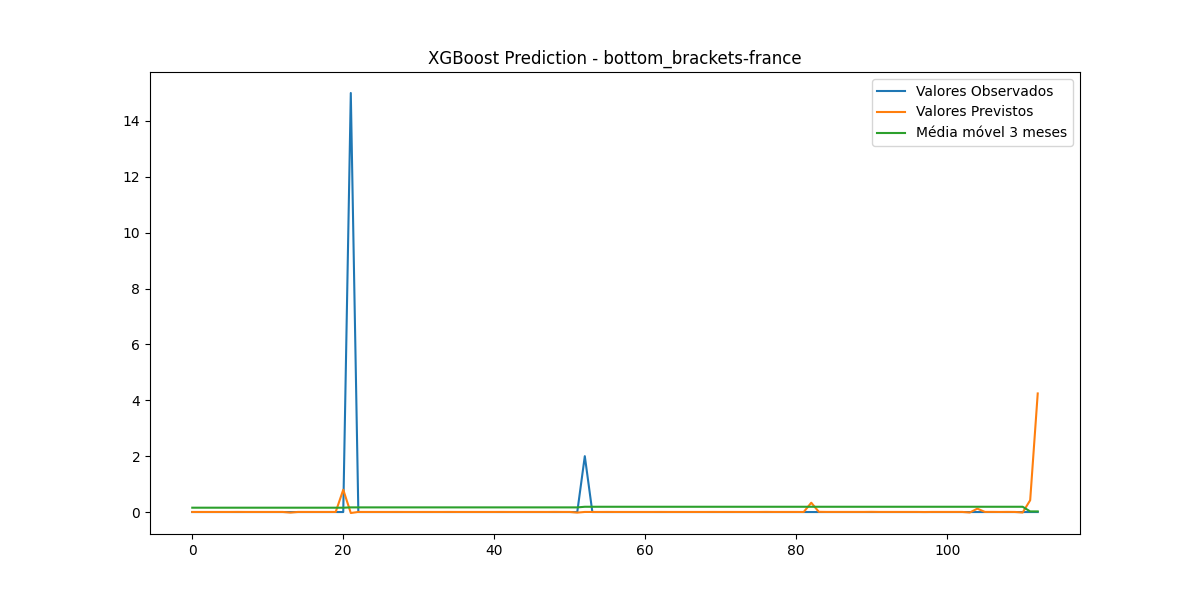 XGBoost Prediction - bottom_brackets-france
Valores Observados
Valores Previstos
Média móvel 3 meses
14
12
10
8
6
4
2
0
0 20 40 60 80 100